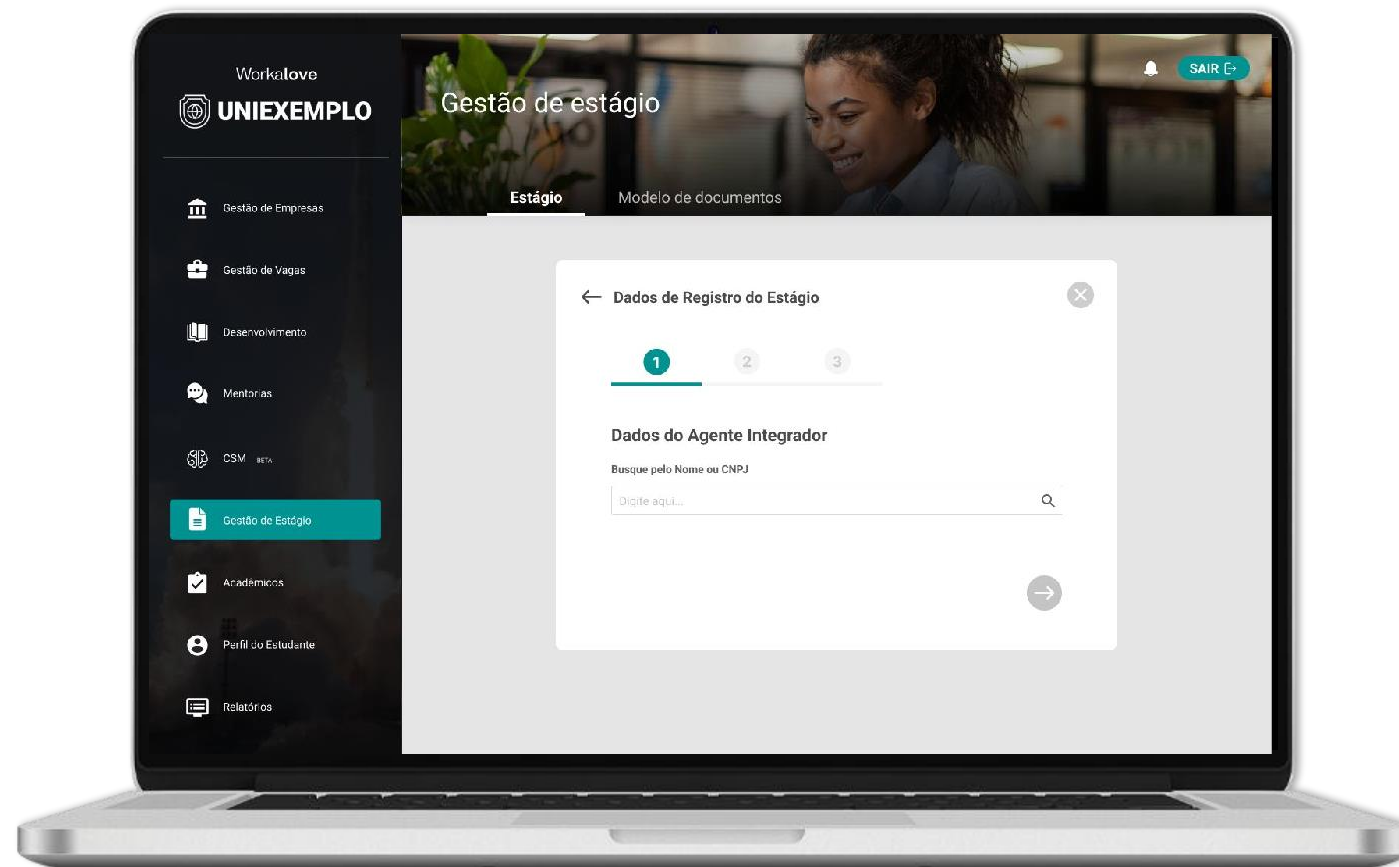 Workalove
UNIEXEMPLO
Gestão de Empresas
Gestão de Vagas
Desenvolvimento
Mentorias
CSM BETA
Gestão de Estágio
Acadêmicos
Perfil do Estudante
Relatórios
Gestão de estágio
SAIR
Estágio Modelo de documentos
Dados de Registro do Estágio
1 2 3
Dados do Agente Integrador
Busque pelo Nome ou CNPJ
Digite aqui...